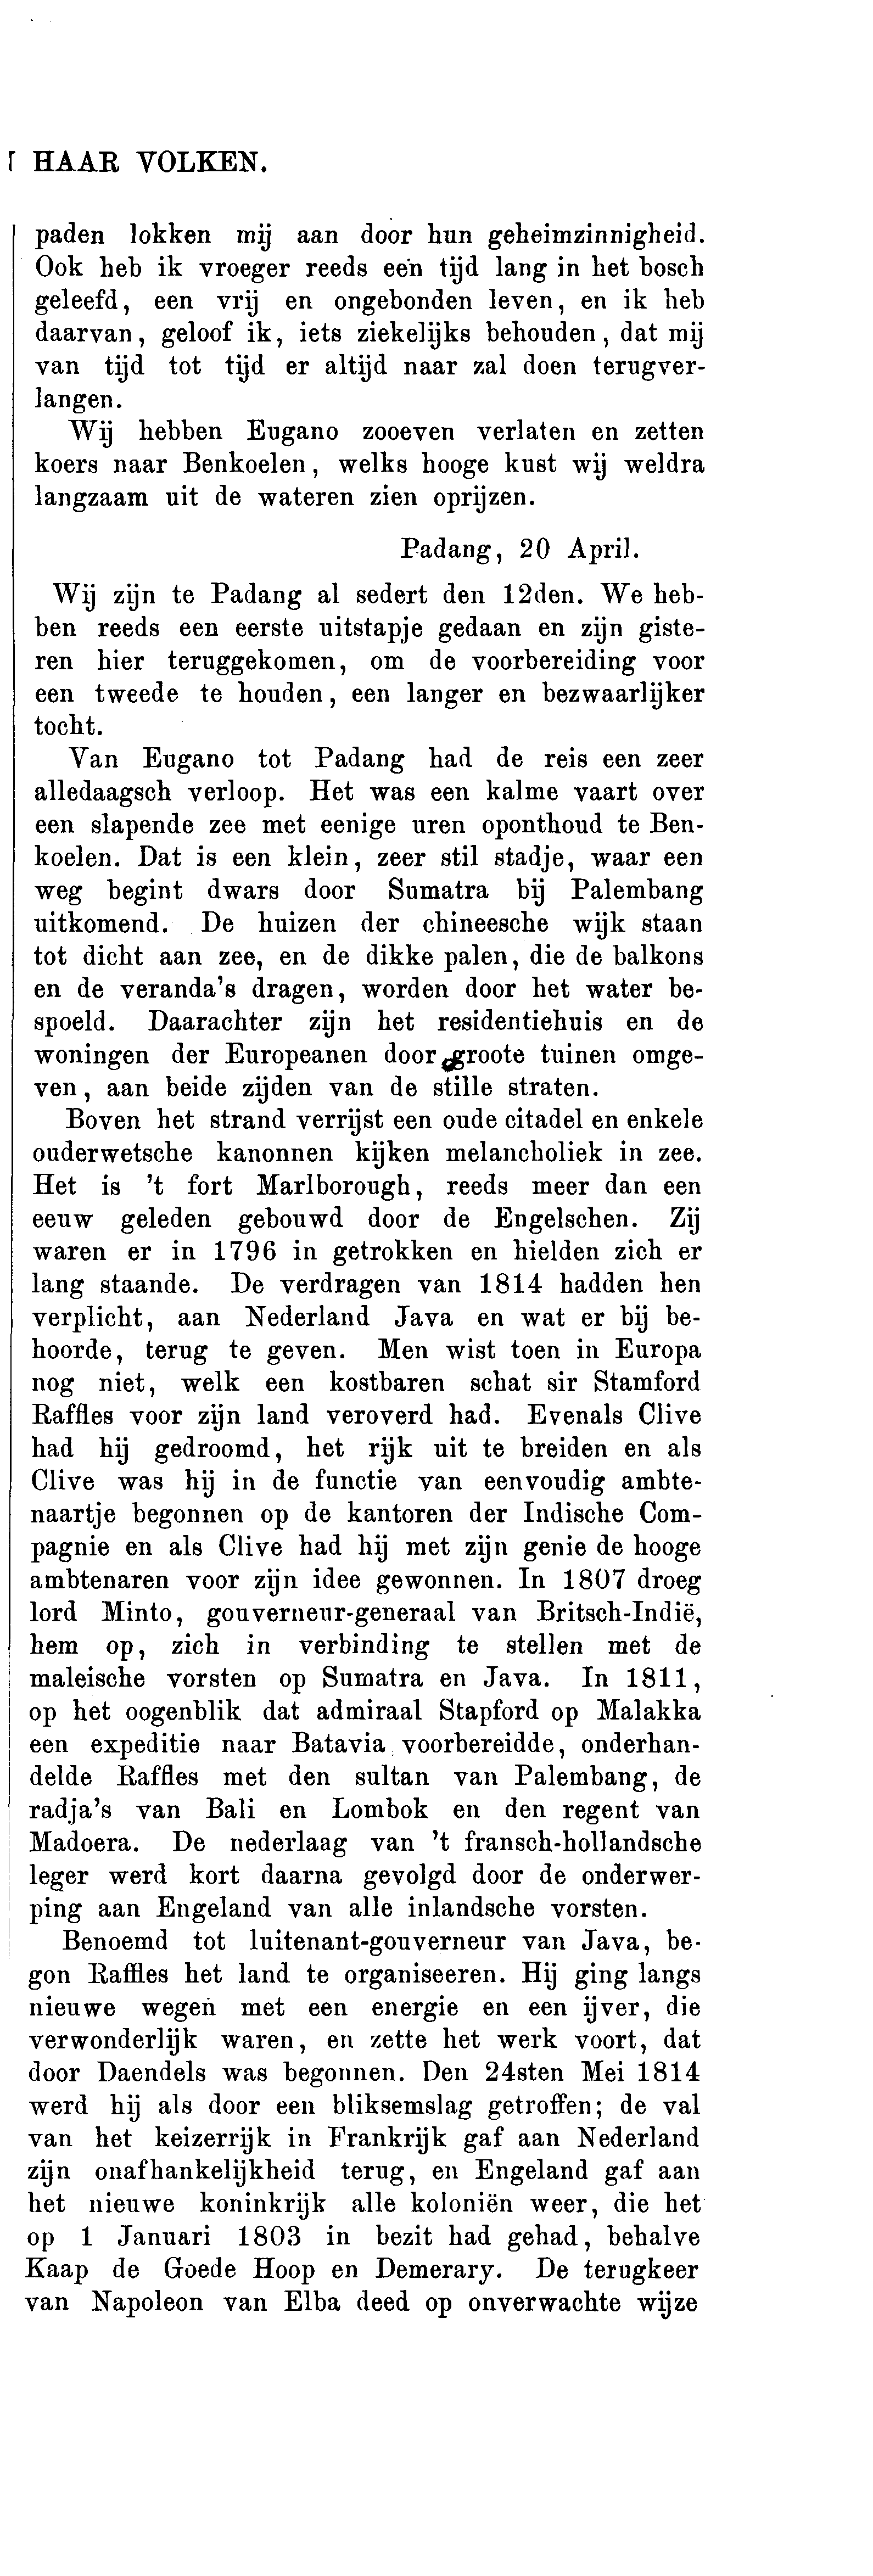 HAAR VOLKEN.
paden lokken mij aan door hun geheimzinnigheid.
Ook heb ik vroeger reeds een tijd lang in het bosch
geleefd, een vrij en ongebonden leven, en ik heb
daarvan, geloof ik, iets ziekelijks behouden, dat mij
van tijd tot tijd er altijd naar zal doen terugver-
langen.
Wij hebben Eugano zooeven verlaten en zetten
koers naar Benkoelen, welks hooge kust wij weldra
langzaam uit de wateren zien oprijzen.
Padang, 20 April.
Wij zijn te Padang al sedert den 12den. We heb-
ben reeds een eerste uitstapje gedaan en zijn giste-
ren hier teruggekomen, om de voorbereiding voor
een tweede te houden, een langer en bezwaarlijker
tocht.
Van Eugano tot Padang had de reis een zeer
alledaagsch verloop. Het was een kalme vaart over
een slapende zee met eenige uren oponthoud te Ben-
koelen. Dat is een klein, zeer stil stadje, waar een
weg begint dwars door Sumatra bij Palembang
uitkomend. De huizen der chineesche wijk staan
tot dicht aan zee, en de dikke palen, die de balkons
en de veranda's dragen, worden door het water be-
spoeld. Daarachter zijn het residentiehuis en de
woningen der Europeanen door groote tuinen omge-
ven, aan beide zijden van de stille straten.
Boven het strand verrijst een oude citadel en enkele
ouderwetsche kanonnen kijken melancholiek in zee.
Het is 't fort Marlborough, reeds meer dan een
eeuw geleden gebouwd door de Engelschen. Zij
waren er in 1796 in getrokken en hielden zich er
lang staande. De verdragen van 1814 hadden hen
verplicht, aan Nederland Java en wat er bij be-
hoorde, terug te geven. Men wist toen in Europa
nog niet, welk een kostbaren schat sir Stamford
Raffles voor zijn land veroverd had. Evenals Clive
had hij gedroomd, het rijk uit te breiden en als
Clive was hij in de functie van eenvoudig ambte-
naartje begonnen op de kantoren der Indische Com-
pagnie en als Clive had hij met zijn genie de hooge
ambtenaren voor zijn idee gewonnen. In 1807 droeg
lord Minto, gouverneur-generaal van Britsch-Indië,
hem op, zich in verbinding te stellen met de
maleische vorsten op Sumatra en Java. In 1811,
op het oogenblik dat admiraal Stapford op Malakka
een expeditie naar Batavia voorbereidde, onderhan-
delde Raffles met den sultan van Palembang, de
radja's van Bali en Lombok en den regent van
Madoera. De nederlaag van 't fransch-hollandsche
leger werd kort daarna gevolgd door de onderwer-
ping aan Engeland van alle inlandsche vorsten.
Benoemd tot luitenant-gouverneur van Java, be-
gon Raffles het land te organiseeren. Hij ging langs
nieuwe wegen met een energie en een ijver, die
verwonderlijk waren, en zette het werk voort, dat
door Daendels was begonnen. Den 24sten Mei 1814
werd hij als door een bliksemslag getroffen; de val
van het keizerrijk in Frankrijk gaf aan Nederland
zijn onafhankelijkheid terug, en Engeland gaf aan
het nieuwe koninkrijk alle koloniën weer, die het
op 1 Januari 1803 in bezit had gehad, behalve
Kaap de Goede Hoop en Demerary. De terugkeer
van Napoleon van Elba deed op onverwachte wijze